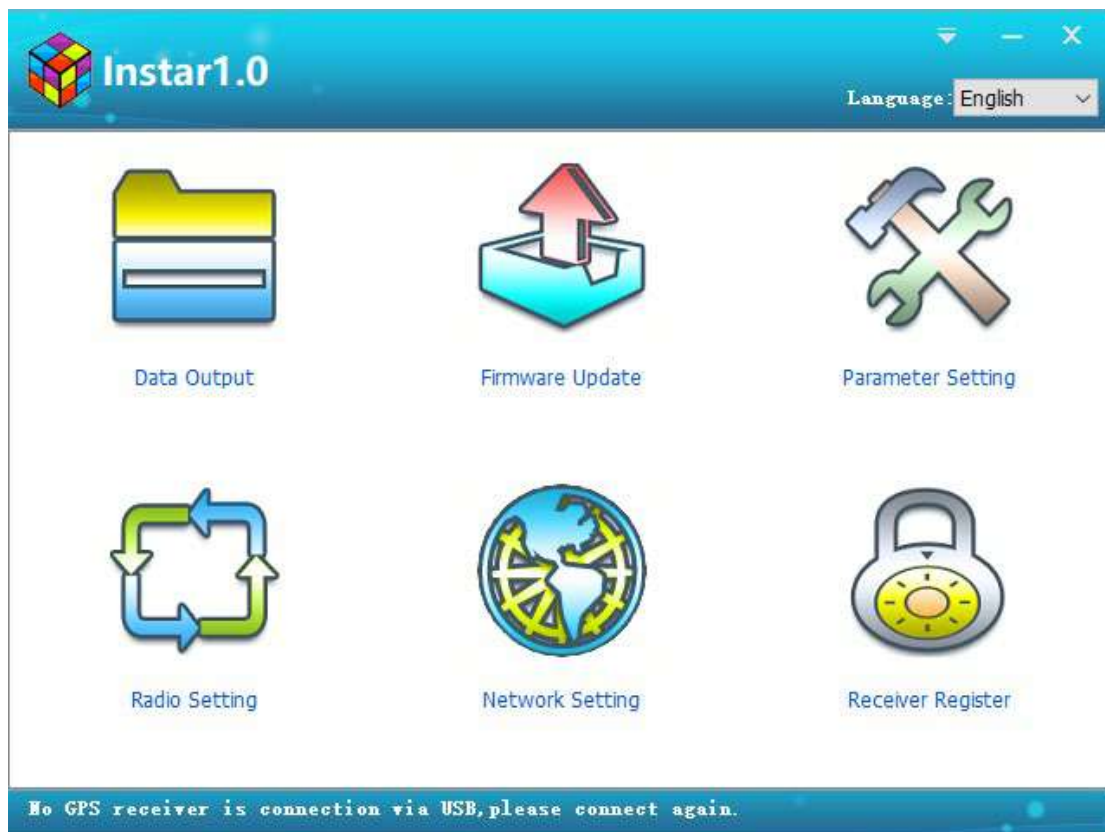 Instar1.0
Language: English
Data Output
Firmware Update
Parameter Setting
Radio Setting
Network Setting
Receiver Register
No GPS receiver is connection via USB,please connect again.